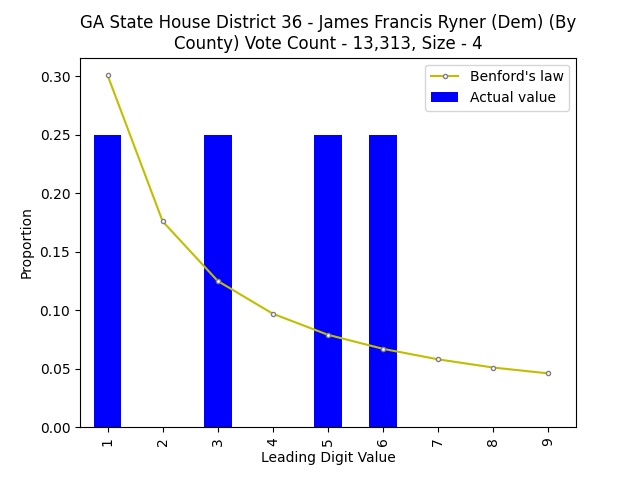 GA State House District 36 - James Francis Ryner (Dem) (By
County) Vote Count - 13,313, Size - 4
Benford's law
Actual value
0.30
0.25
0.20
0.15
0.10
0.05
0.00
Proportion
1 2 3 4 5 6 7 8 9
Leading Digit Value